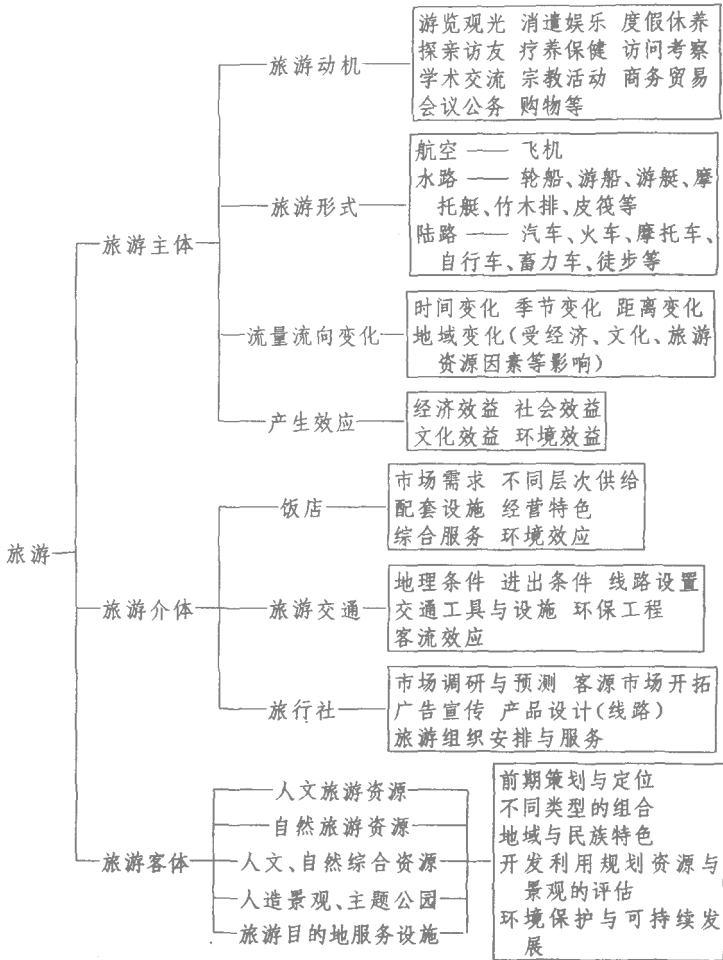 游览观光 消遣娱乐 度假休养
旅游动机
探亲访友 疗养保健 访问考察
学术交流 宗教活动 商务贸易
会议公务 购物等
航空 —— 飞机
水路 —— 轮船、游船、游艇、摩
旅游形式
托艇、竹木排、皮筏等
陆路 —— 汽车、火车、摩托车、
自行车、畜力车、徒步等
旅游主体
时间变化 季节变化 距离变化
流量流向变化
地域变化(受经济、文化、旅游
资源因素等影响)
产生效应
经济效益 社会效益
文化效益 环境效益
旅游
饭店
市场需求 不同层次供给
配套设施 经营特色
综合服务 环境效应
旅游介体
旅游交通
地理条件 进出条件 线路设置
交通工具与设施 环保工程
客流效应
旅行社
市场调研与预测 客源市场开拓
广告宣传 产品设计(线路)
旅游组织安排与服务
旅游客体
人文旅游资源
自然旅游资源
人文、自然综合资源
人造景观、主题公园
旅游目的地服务设施
前期策划与定位
不同类型的组合
地域与民族特色
开发利用规划资源与
景观的评估
环境保护与可持续发
展